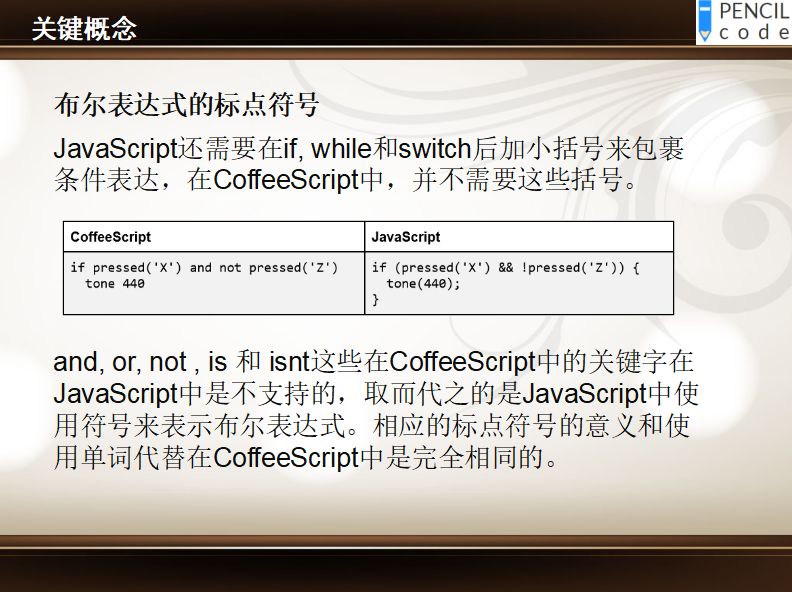 关键概念
PENCIL
code
布尔表达式的标点符号
JavaScript还需要在if, while和switch后加小括号来包裹
条件表达，在CoffeeScript中，并不需要这些括号。
CoffeeScript
JavaScript
if pressed('X') and not pressed('Z')
tone 440
if (pressed('X') && !pressed('Z')) {
tone(440);
}
and, or, not , is 和 isnt这些在CoffeeScript中的关键字在
JavaScript中是不支持的，取而代之的是JavaScript中使
用符号来表示布尔表达式。相应的标点符号的意义和使
用单词代替在CoffeeScript中是完全相同的。